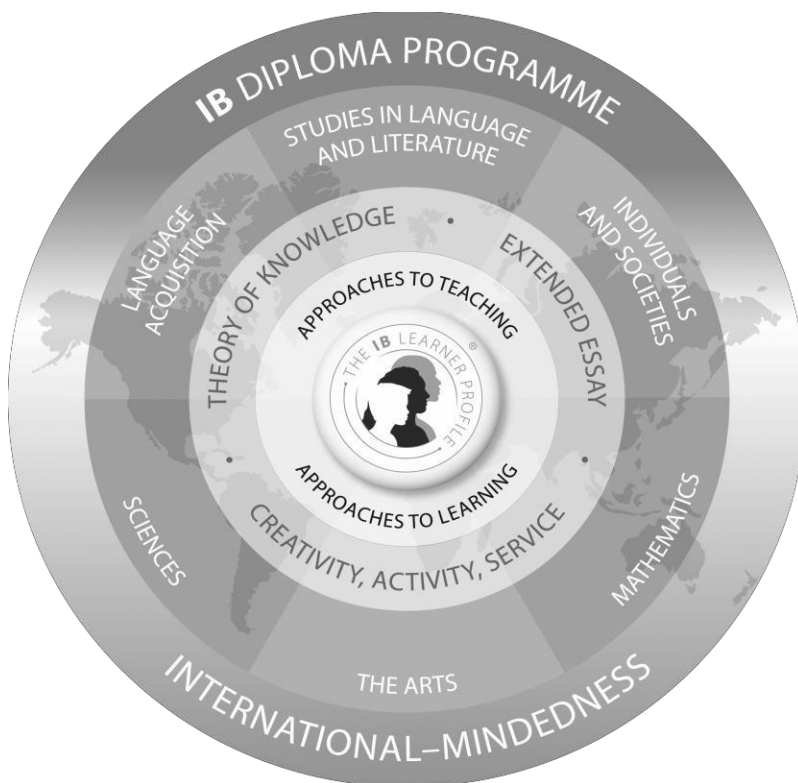 IB DIPLOMA PROGRAMME
STUDIES IN LANGUAGE
AND LITERATURE
LANGUAGE
ACQUISITION
INDIVIDUALS
AND SOCIETIES
THEORY OF KNOWLEDGE
EXTENDED ESSAY
APPROACHES TO TEACHING
THE IB LEARNER PROFILE®
APPROACHES TO LEARNING
CREATIVITY, ACTIVITY, SERVICE
SCIENCES
MATHEMATICS
THE ARTS
INTERNATIONAL–MINDEDNESS